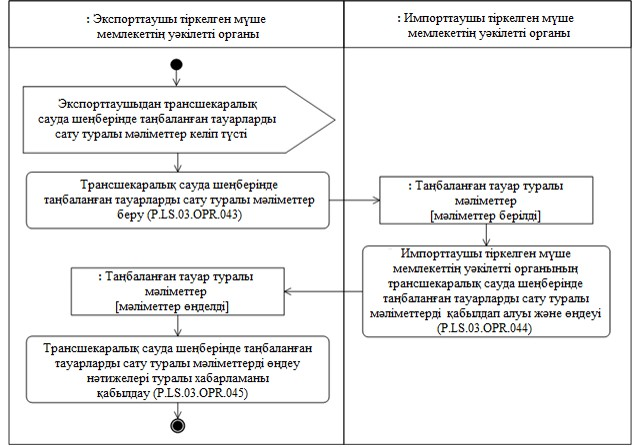 : Экспорттаушы тіркелген мүше
мемлекеттің уәкілетті органы
: Импорттаушы тіркелген мүше
мемлекеттің уәкілетті органы
Экспорттаушыдан трансшекаралық
сауда шеңберінде таңбаланған тауарларды
сату туралы мәліметтер келіп түсті
Трансшекаралық сауда шеңберінде
таңбаланған тауарларды сату туралы мәліметтер
беру (P.LS.03.OPR.043)
: Таңбаланған тауар туралы
мәліметтер
[мәліметтер берілді]
Импорттаушы тіркелген мүше
мемлекеттің уәкілетті органының
трансшекаралық сауда шеңберінде
таңбаланған тауарларды сату туралы
мәліметтерді қабылдап алуы және өңдеуі
(P.LS.03.OPR.044)
: Таңбаланған тауар туралы
мәліметтер
[мәліметтер өңделді]
Трансшекаралық сауда шеңберінде таңбаланған
тауарларды сату туралы мәліметтерді өңдеу
нәтижелері туралы хабарламаны
қабылдау (P.LS.03.OPR.045)